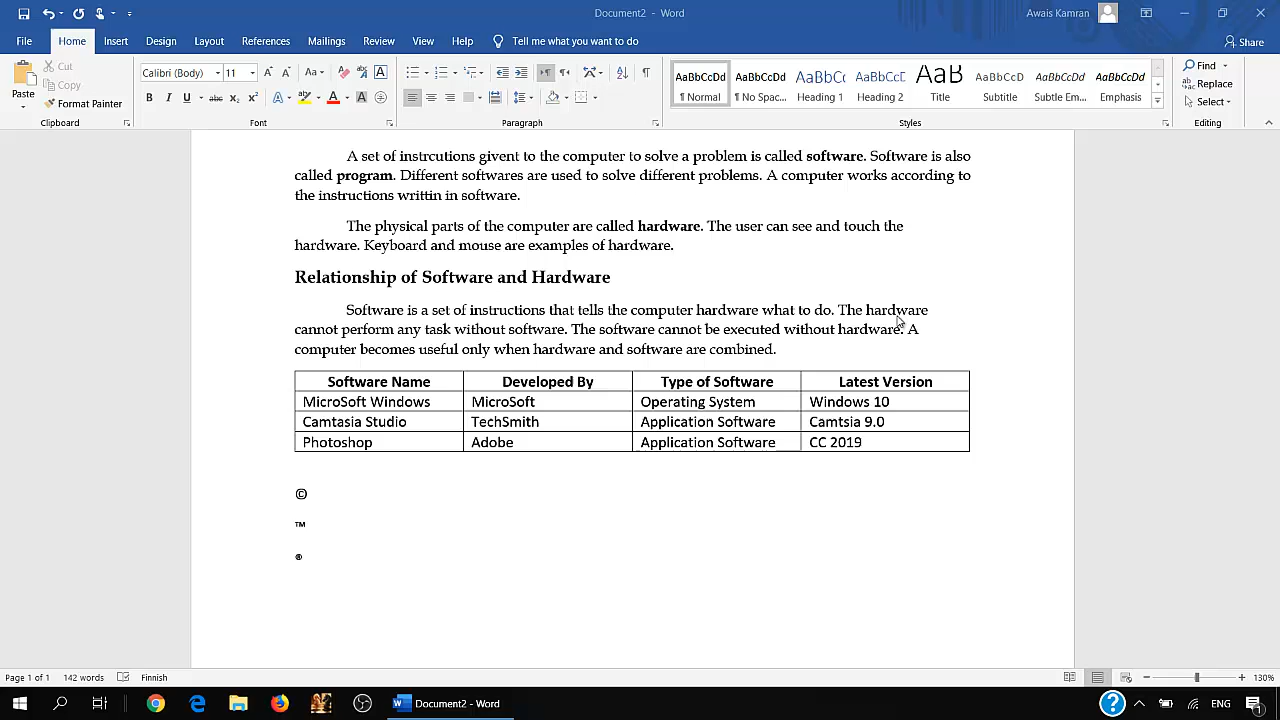 Document2 - Word
Awais Kamran
File Home Insert Design Layout References Mailings Review View Help Tell me what you want to do Share
Paste
Cut
Copy
Format Painter
Clipboard
Calibri (Body) 11
Font
Paragraph
AaBbCcDd AaBbCcDd AaBbCc AaBbCcC AaB AaBbCcD AaBbCcDd AaBbCcDd
¶ Normal ¶ No Spac... Heading 1 Heading 2 Title Subtitle Subtle Em... Emphasis
Styles
Find
Replace
Select
Editing
A set of instrcutions givent to the computer to solve a problem is called software. Software is also
called program. Different softwares are used to solve different problems. A computer works according to
the instructions writtin in software.
The physical parts of the computer are called hardware. The user can see and touch the
hardware. Keyboard and mouse are examples of hardware.
Relationship of Software and Hardware
Software is a set of instructions that tells the computer hardware what to do. The hardware
cannot perform any task without software. The software cannot be executed without hardware. A
computer becomes useful only when hardware and software are combined.
Software Name Developed By Type of Software Latest Version
MicroSoft Windows MicroSoft Operating System Windows 10
Camtasia Studio TechSmith Application Software Camtsia 9.0
Photoshop Adobe Application Software CC 2019
©
™
®
Page 1 of 1 142 words Finnish 130%
Document2 - Word
ENG